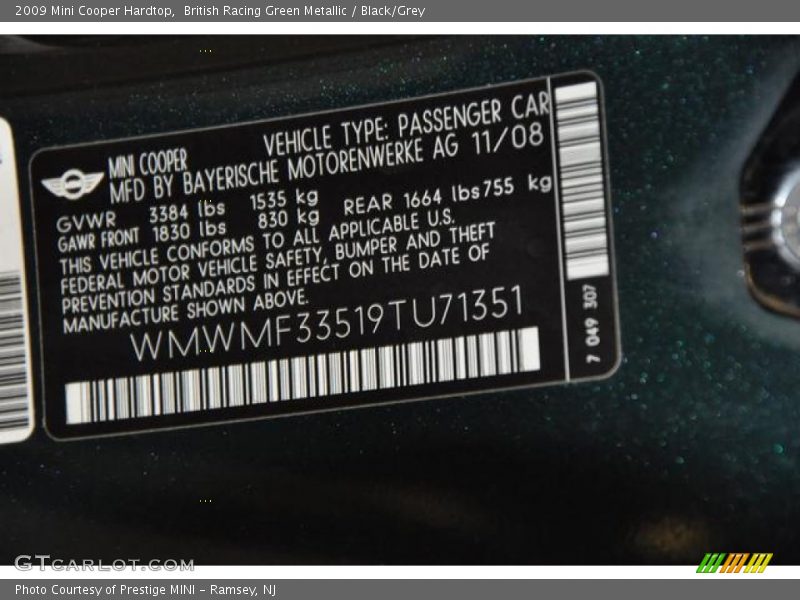 2009 Mini Cooper Hardtop,  British Racing Green Metallic / Black/Grey
MINI COOPER
VEHICLE TYPE: PASSENGER CAR
MFD BY BAYERISCHE MOTORENWERKE AG 11/08
GVWR 3384 lbs 1535 kg
GAWR FRONT 1830 lbs 830 kg REAR 1664 lbs 755 kg
THIS VEHICLE CONFORMS TO ALL APPLICABLE U.S.
FEDERAL MOTOR VEHICLE SAFETY, BUMPER AND THEFT
PREVENTION STANDARDS IN EFFECT ON THE DATE OF
MANUFACTURE SHOWN ABOVE.
WMWMF33519TU71351
7 049 307
GTCARLOT.COM
Photo Courtesy of Prestige MINI - Ramsey, NJ